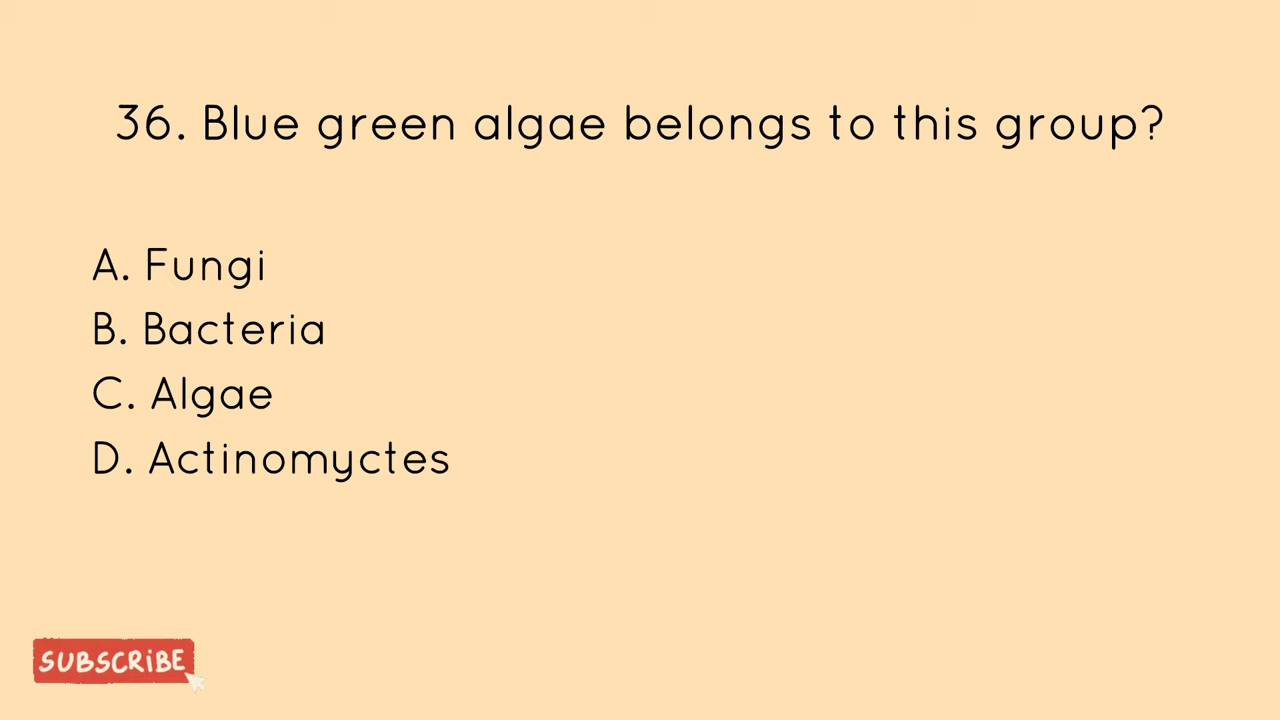 36. Blue green algae belongs to this group?
A. Fungi
B. Bacteria
C. Algae
D. Actinomyctes
SUBSCRiBE